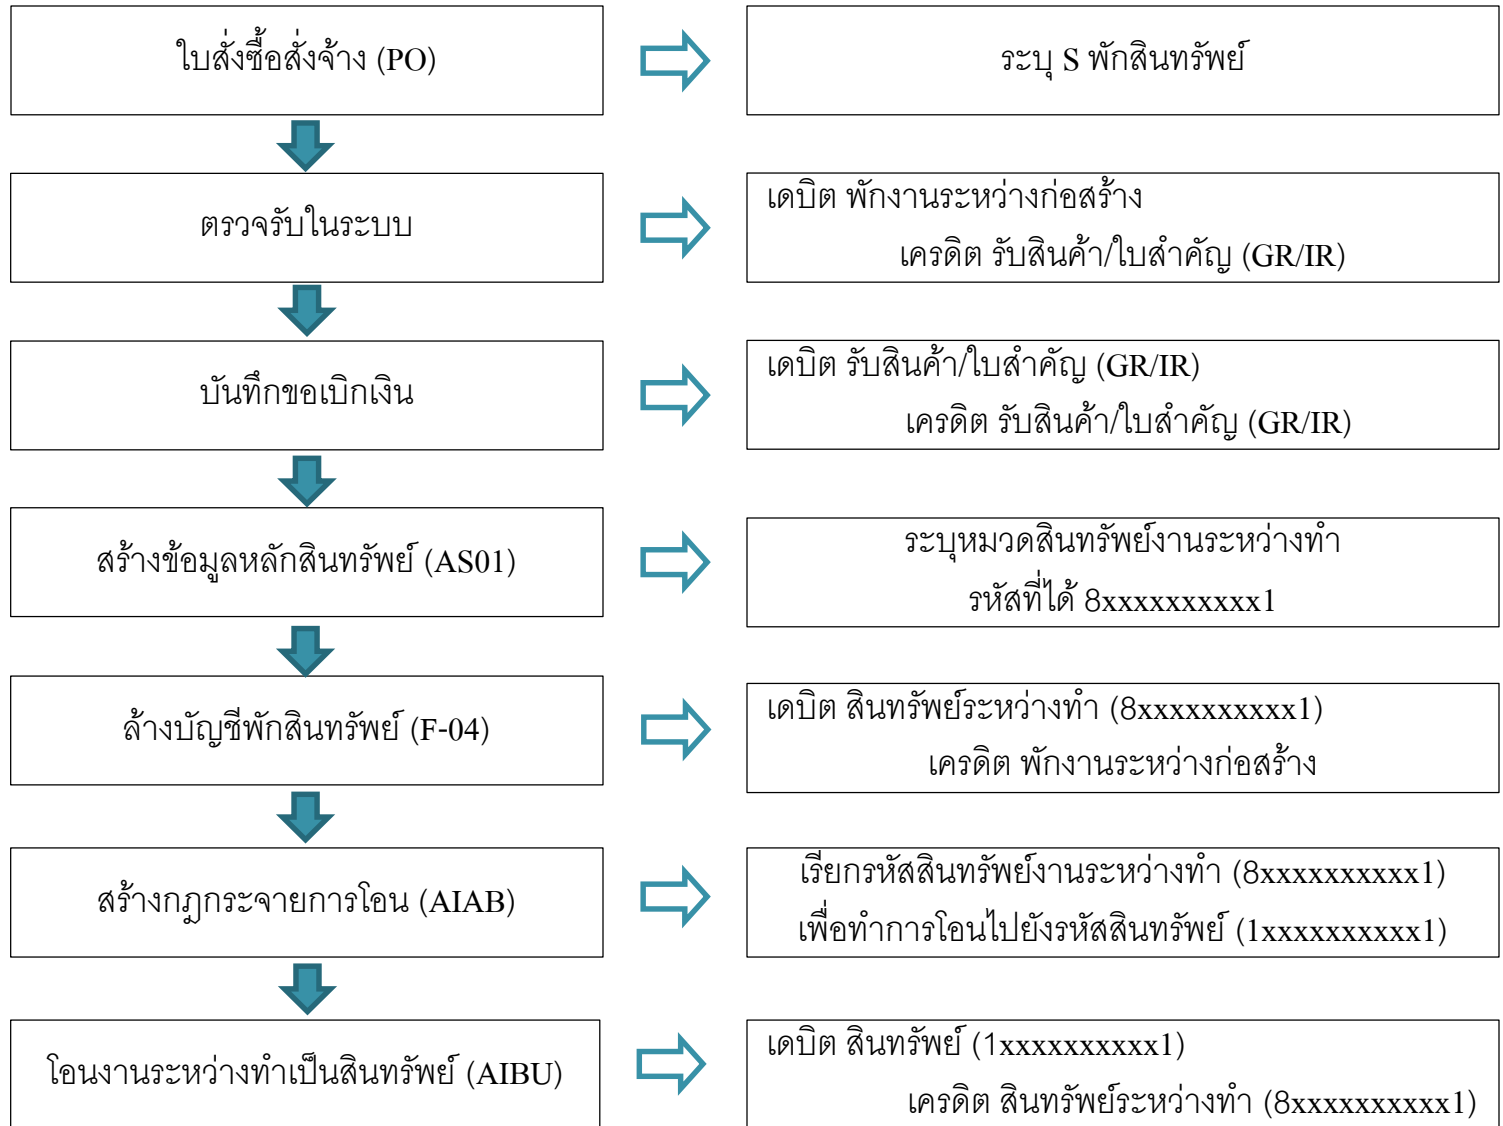 ใบสั่งซื้อสั่งจ้าง (PO)
ระบุ S พักสินทรัพย์
ตรวจรับในระบบ
เดบิต พักงานระหว่างก่อสร้าง
เครดิต รับสินค้า/ใบสำคัญ (GR/IR)
บันทึกขอเบิกเงิน
เดบิต รับสินค้า/ใบสำคัญ (GR/IR)
เครดิต รับสินค้า/ใบสำคัญ (GR/IR)
สร้างข้อมูลหลักสินทรัพย์ (AS01)
ระบุหมวดสินทรัพย์งานระหว่างทำ
รหัสที่ได้ 8xxxxxxxxxx1
ล้างบัญชีพักสินทรัพย์ (F-04)
เดบิต สินทรัพย์ระหว่างทำ (8xxxxxxxxxx1)
เครดิต พักงานระหว่างก่อสร้าง
สร้างกฎกระจายการโอน (AIAB)
เรียกรหัสสินทรัพย์งานระหว่างทำ (8xxxxxxxxxx1)
เพื่อทำการโอนไปยังรหัสสินทรัพย์ (1xxxxxxxxxx1)
โอนงานระหว่างทำเป็นสินทรัพย์ (AIBU)
เดบิต สินทรัพย์ (1xxxxxxxxxx1)
เครดิต สินทรัพย์ระหว่างทำ (8xxxxxxxxxx1)